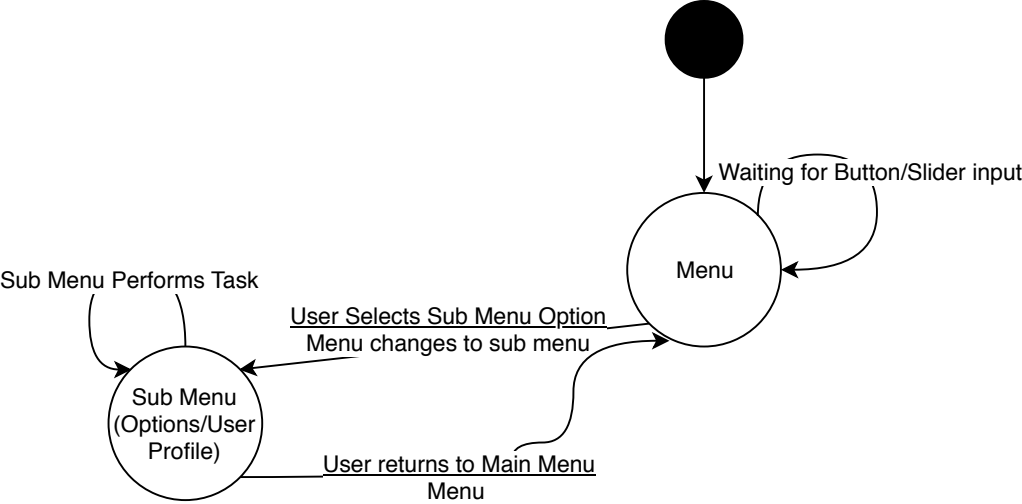 Waiting for Button/Slider input
Menu
Sub Menu Performs Task
User Selects Sub Menu Option
Menu changes to sub menu
Sub Menu
(Options/User
Profile)
User returns to Main Menu
Menu